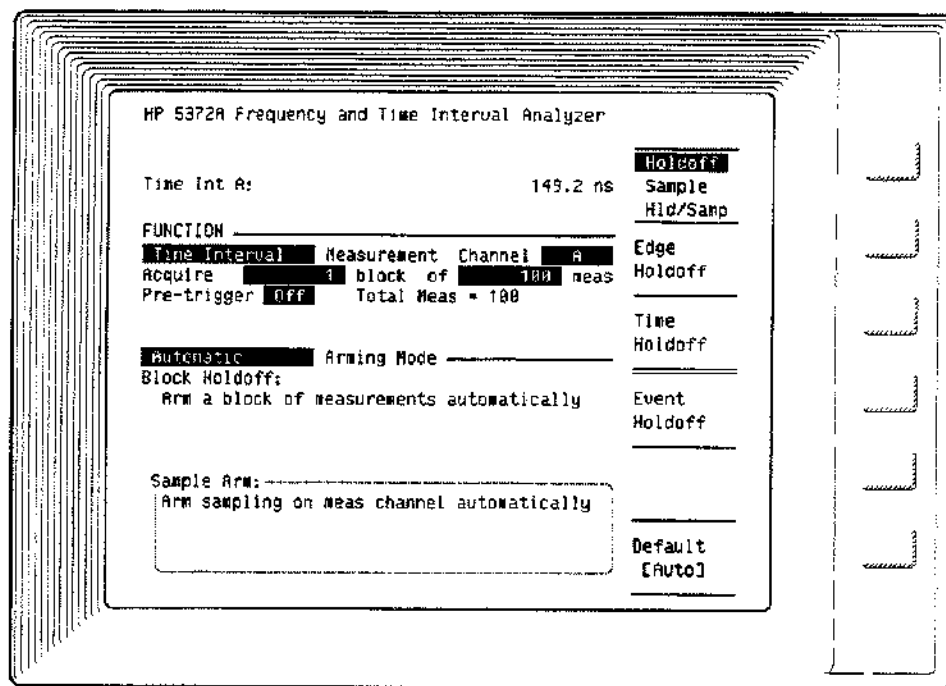 HP 5372A Frequency and Time Interval Analyzer
Time Int A: 149.2 ns
FUNCTION
Time Interval Measurement Channel A
Acquire 1 block of 100 meas
Pre-trigger Off Total Meas = 100
Automatic Arming Mode
Block Holdoff:
Arm a block of measurements automatically
Sample Arm:
Arm sampling on meas channel automatically
Holdoff
Sample
Hld/Samp
Edge
Holdoff
Time
Holdoff
Event
Holdoff
Default
[Auto]